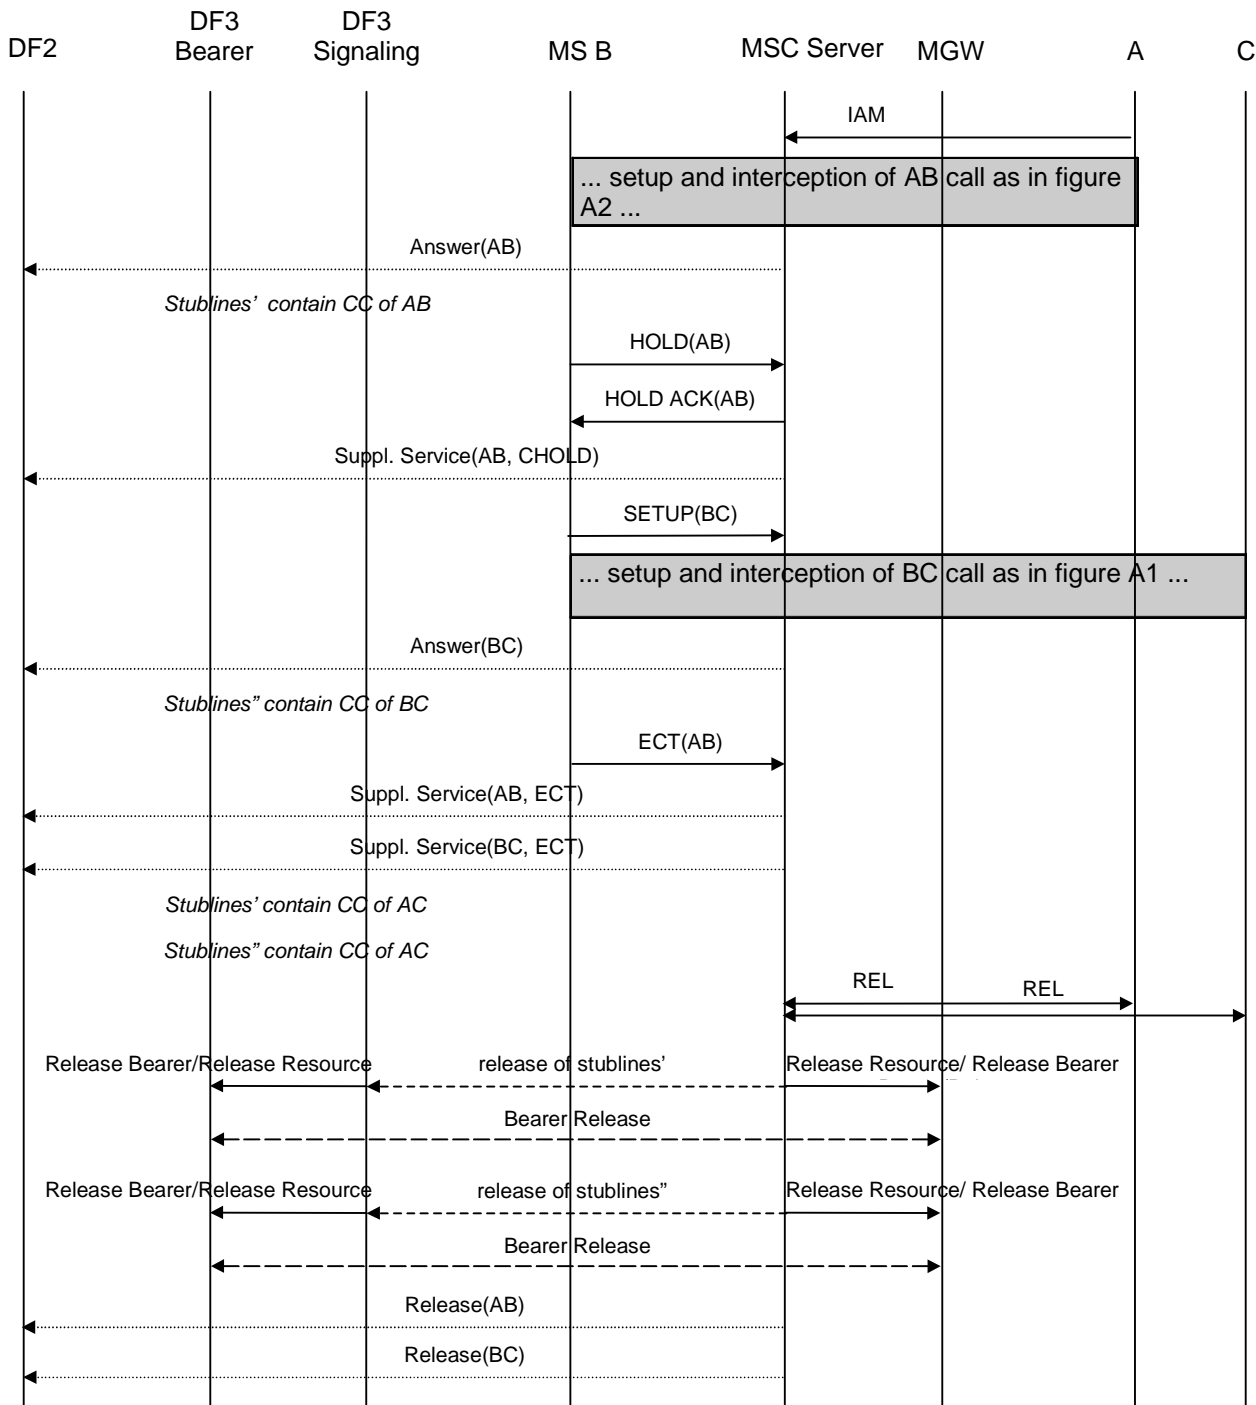 DF2
DF3
Bearer
DF3
Signaling
MS B
MSC Server
MGW
A
C
IAM
... setup and interception of AB call as in figure
A2 ...
Answer(AB)
Stublines’ contain CC of AB
HOLD(AB)
HOLD ACK(AB)
Suppl. Service(AB, CHOLD)
SETUP(BC)
... setup and interception of BC call as in figure A1 ...
Answer(BC)
Stublines” contain CC of BC
ECT(AB)
Suppl. Service(AB, ECT)
Suppl. Service(BC, ECT)
Stublines’ contain CC of AC
Stublines” contain CC of AC
REL
REL
Release Bearer/Release Resource
release of stublines’
Release Resource/ Release Bearer
Bearer Release
Release Bearer/Release Resource
release of stublines”
Release Resource/ Release Bearer
Bearer Release
Release(AB)
Release(BC)